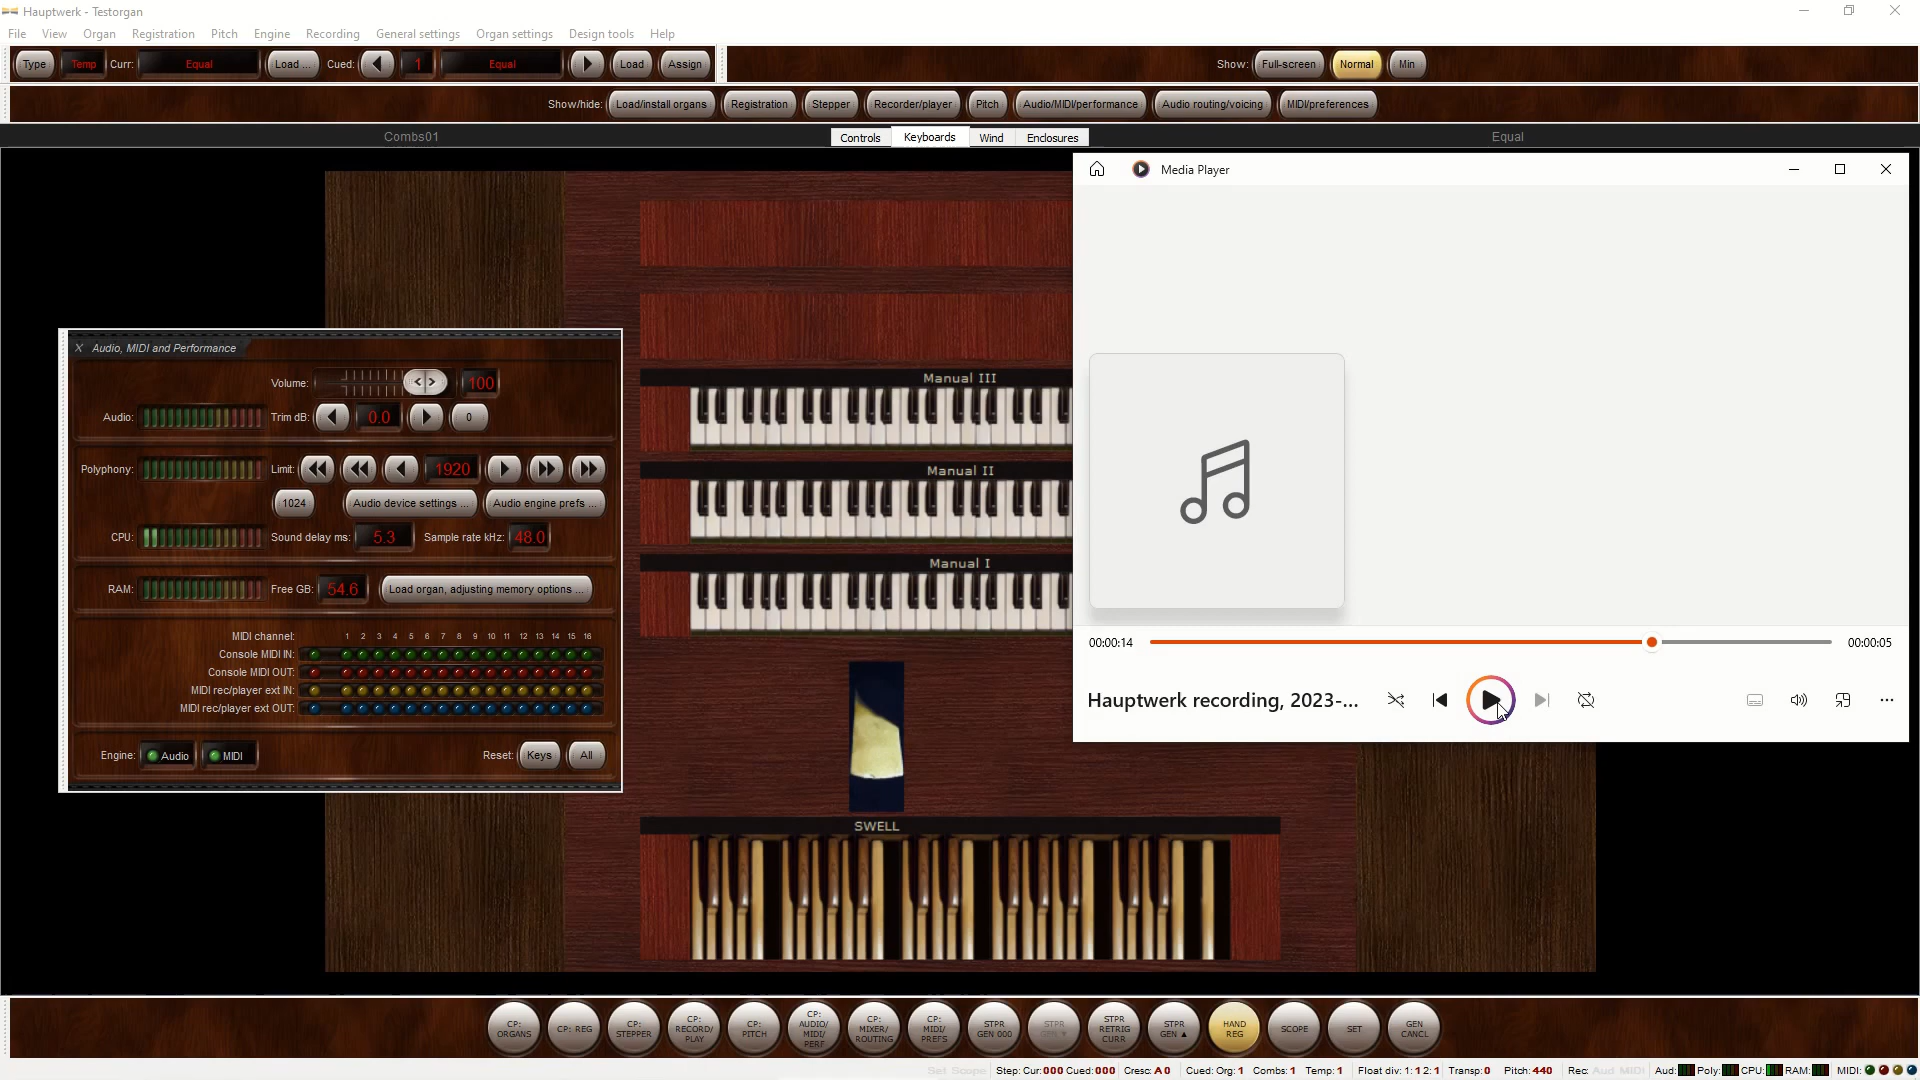 Hauptwerk - Testorgan
File View Organ Registration Pitch Engine Recording General settings Organ settings Design tools Help
Type Temp Curr: Equal Load ... Cued: 1 Equal Load Assign Show: Full-screen Normal Min
Show/hide: Load/install organs Registration Stepper Recorder/player Pitch Audio/MIDI/performance Audio routing/voicing MIDI/preferences
Combs01 Controls Keyboards Wind Enclosures Equal
Media Player
X Audio, MIDI and Performance
Volume: 100
Audio: Trim dB: 0.0 0
Polyphony: Limit: 1920
1024 Audio device settings ... Audio engine prefs ...
CPU: Sound delay ms: 5.3 Sample rate kHz: 48.0
RAM: Free GB: 54.6 Load organ, adjusting memory options ...
MIDI channel: 1 2 3 4 5 6 7 8 9 10 11 12 13 14 15 16
Console MIDI IN:
Console MIDI OUT:
MIDI rec/player ext IN:
MIDI rec/player ext OUT:
Engine: Audio MIDI Reset: Keys All
Manual III
Manual II
Manual I
SWELL
00:00:14 00:00:05
Hauptwerk recording, 2023-...
CP: ORGANS
CP: REG
CP: STEPPER
CP: RECORD/ PLAY
CP: PITCH
CP: AUDIO/ MIDI/ PERF
CP: MIXER/ ROUTING
CP: MIDI/ PREFS
STPR GEN 000
STPR GEN ▼
STPR RETRIG CURR
STPR GEN ▲
HAND REG
SCOPE
SET
GEN CANCL
Set Scope Step: Cur:000 Cued:000 Cresc: A 0 Cued: Org: 1 Combs: 1 Temp: 1 Float div: 1: 1 2: 1 Transp: 0 Pitch: 440 Rec: Aud MIDI Aud: Poly: CPU: RAM: MIDI: